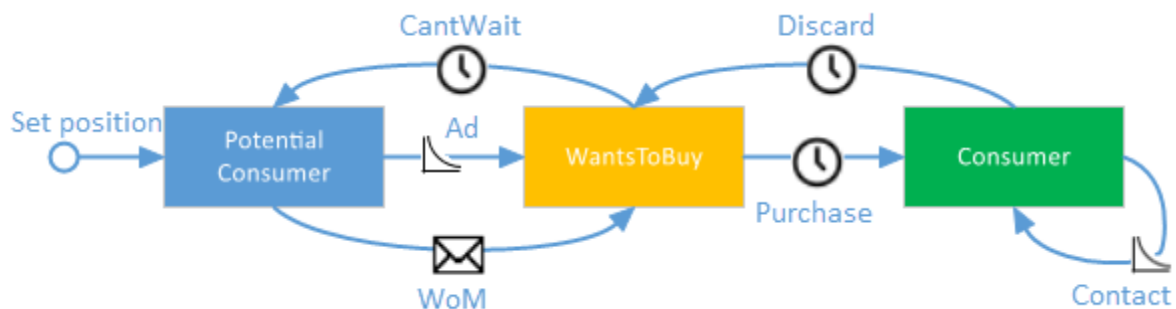 CantWait
Discard
Set position
Potential
Consumer
Ad
WantsToBuy
Consumer
Purchase
WoM
Contact